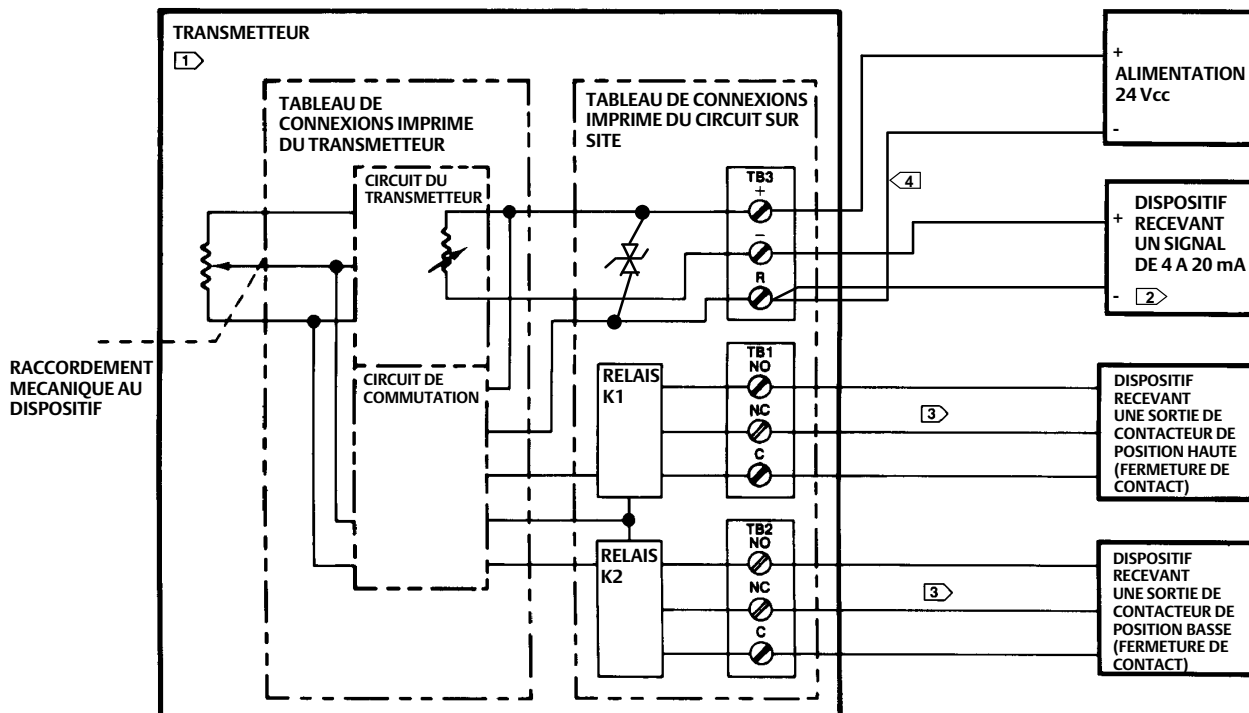 TRANSMETTEUR
1
TABLEAU DE
CONNEXIONS IMPRIME
DU TRANSMETTEUR
TABLEAU DE CONNEXIONS
IMPRIME DU CIRCUIT SUR
SITE
CIRCUIT DU
TRANSMETTEUR
CIRCUIT DE
COMMUTATION
RACCORDEMENT
MECANIQUE AU
DISPOSITIF
TB3
+
−
R
4
+
ALIMENTATION
24 Vcc
-
+
DISPOSITIF
RECEVANT
UN SIGNAL
DE 4 A 20 mA
-
2
RELAIS
K1
TB1
NO
NC
C
3
DISPOSITIF
RECEVANT
UNE SORTIE DE
CONTACTEUR DE
POSITION HAUTE
(FERMETURE DE
CONTACT)
RELAIS
K2
TB2
NO
NC
C
3
DISPOSITIF
RECEVANT
UNE SORTIE DE
CONTACTEUR DE
POSITION BASSE
(FERMETURE DE
CONTACT)